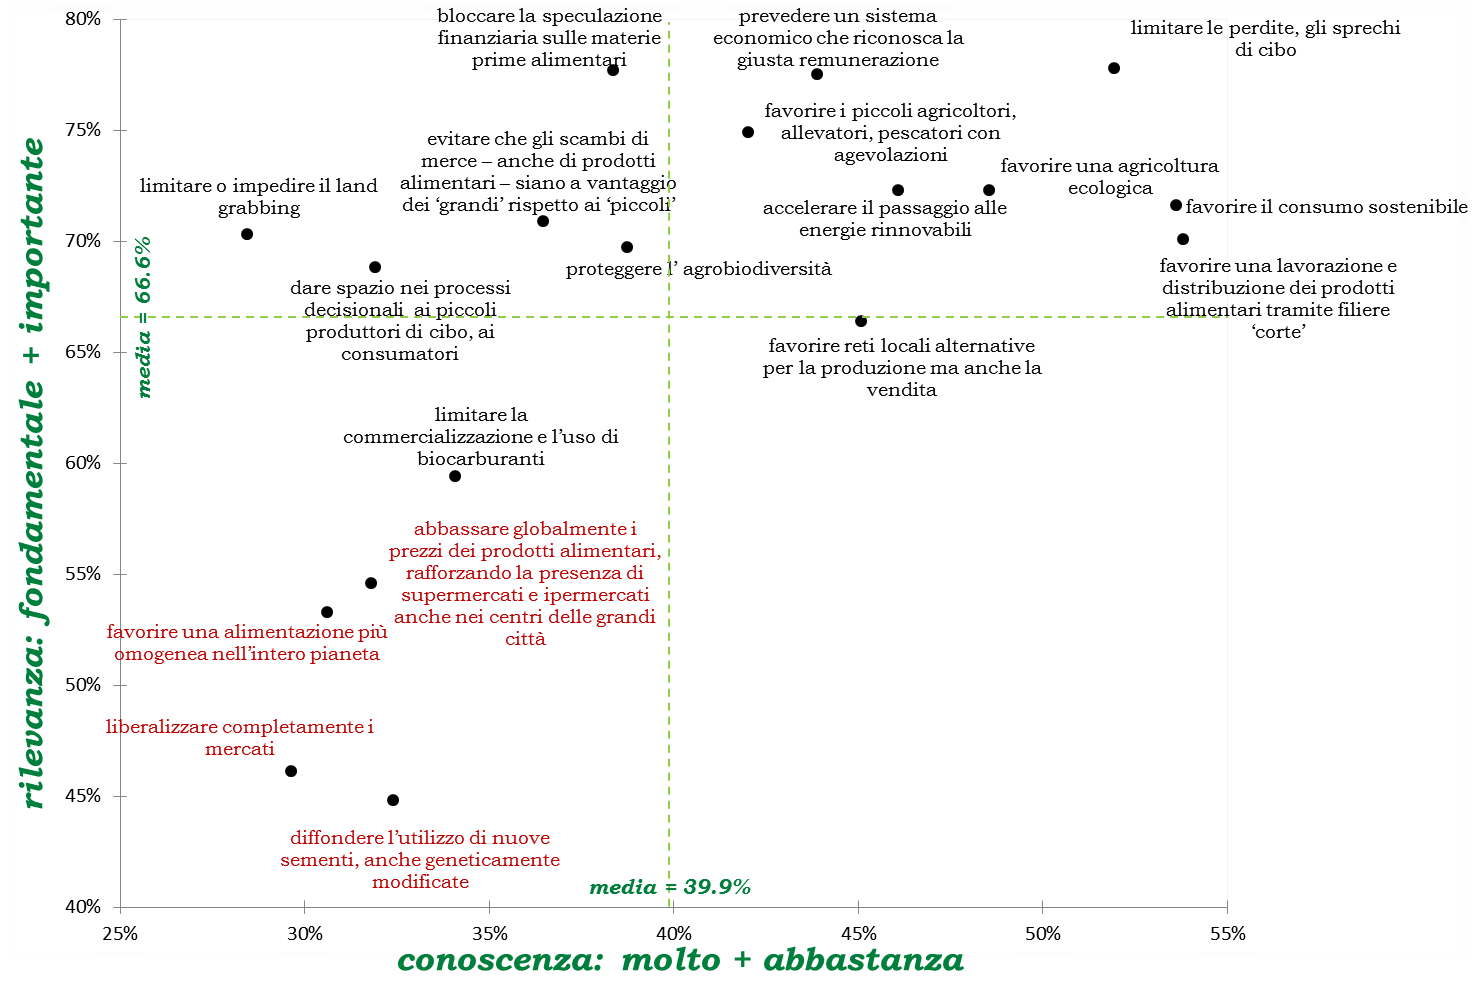 80%
75%
70%
65%
60%
55%
50%
45%
40%
rilevanza: fondamentale + importante
media = 66.6%
bloccare la speculazione
finanziaria sulle materie
prime alimentari
prevedere un sistema
economico che riconosca la
giusta remunerazione
limitare le perdite, gli sprechi
di cibo
favorire i piccoli agricoltori,
allevatori, pescatori con
agevolazioni
evitare che gli scambi di
merce – anche di prodotti
alimentari – siano a vantaggio
dei ‘grandi’ rispetto ai ‘piccoli’
limitare o impedire il land
grabbing
favorire una agricoltura
ecologica
accelerare il passaggio alle
energie rinnovabili
favorire il consumo sostenibile
proteggere l’ agrobiodiversità
favorire una lavorazione e
distribuzione dei prodotti
alimentari tramite filiere
‘corte’
dare spazio nei processi
decisionali  ai piccoli
produttori di cibo, ai
consumatori
favorire reti locali alternative
per la produzione ma anche la
vendita
limitare la
commercializzazione e l’uso di
biocarburanti
abbassare globalmente i
prezzi dei prodotti alimentari,
rafforzando la presenza di
supermercati e ipermercati
anche nei centri delle grandi
città
favorire una alimentazione più
omogenea nell’intero pianeta
liberalizzare completamente i
mercati
diffondere l’utilizzo di nuove
sementi, anche geneticamente
modificate
media = 39.9%
25%
30%
35%
40%
45%
50%
55%
conoscenza:  molto + abbastanza